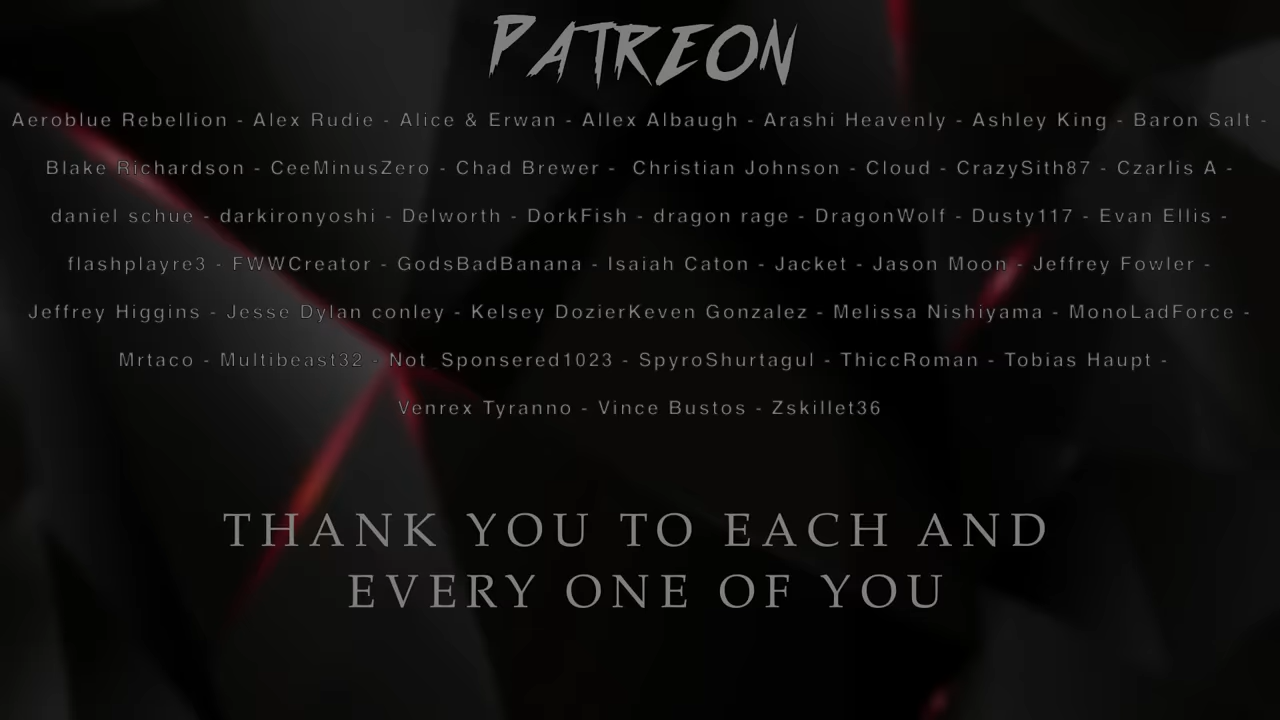 PATREON
Aeroblue Rebellion - Alex Rudie - Alice & Erwan - Allex Albaugh - Arashi Heavenly - Ashley King - Baron Salt -
Blake Richardson - CeeMinusZero - Chad Brewer -  Christian Johnson - Cloud - CrazySith87 - Czarlis A -
daniel schue - darkironyoshi - Delworth - DorkFish - dragon rage - DragonWolf - Dusty117 - Evan Ellis -
flashplayre3 - FWWCreator - GodsBadBanana - Isaiah Caton - Jacket - Jason Moon - Jeffrey Fowler -
Jeffrey Higgins - Jesse Dylan conley - Kelsey DozierKeven Gonzalez - Melissa Nishiyama - MonoLadForce -
Mrtaco - Multibeast32 - Not_Sponsered1023 - SpyroShurtagul - ThiccRoman - Tobias Haupt -
Venrex Tyranno - Vince Bustos - Zskillet36
THANK YOU TO EACH AND
EVERY ONE OF YOU